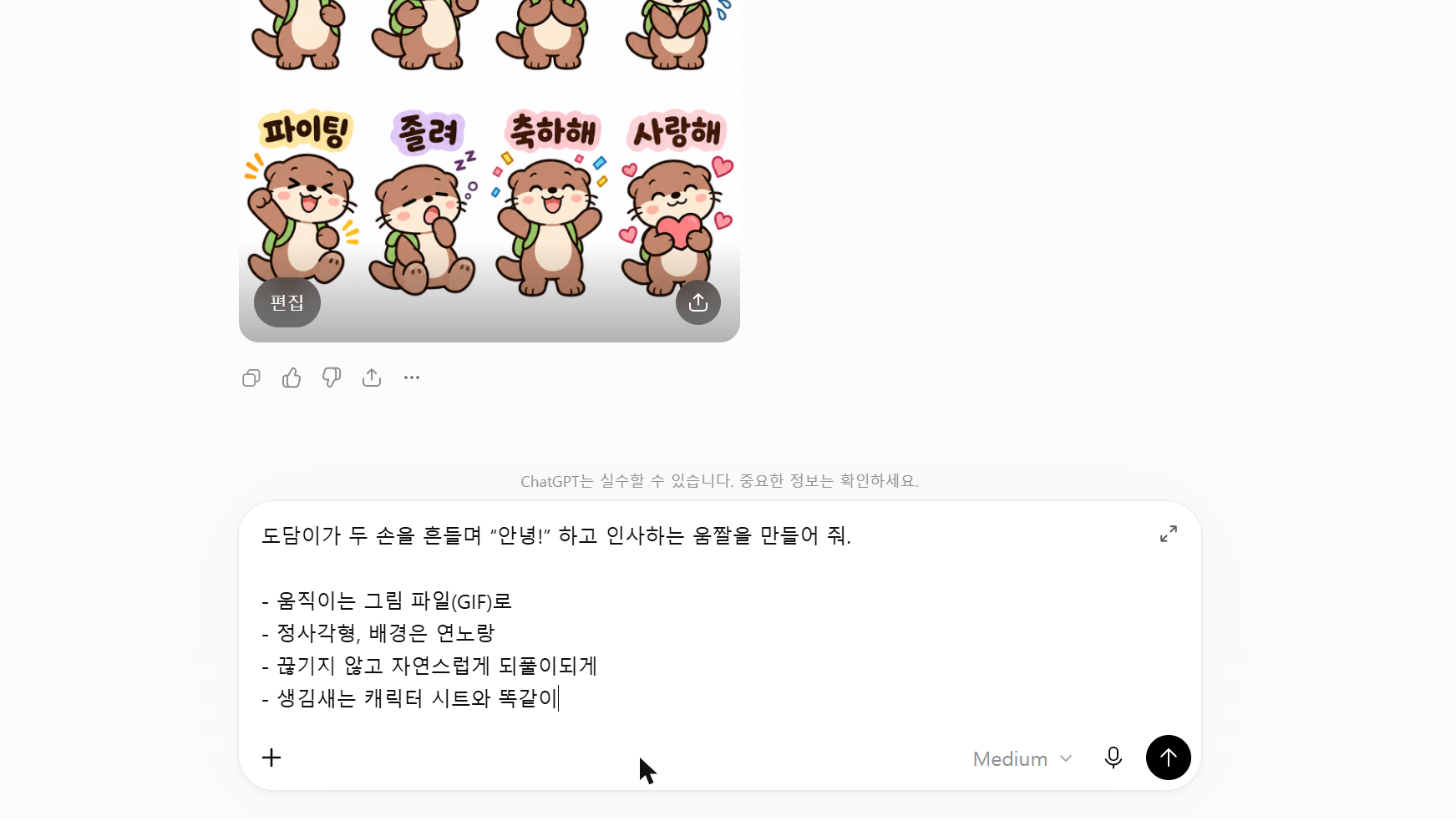 파이팅 졸려 축하해 사랑해
zzz
편집
ChatGPT는 실수할 수 있습니다. 중요한 정보는 확인하세요.
도담이가 두 손을 흔들며 “안녕!” 하고 인사하는 움짤을 만들어 줘.
- 움직이는 그림 파일(GIF)로
- 정사각형, 배경은 연노랑
- 끊기지 않고 자연스럽게 되풀이되게
- 생김새는 캐릭터 시트와 똑같이
Medium